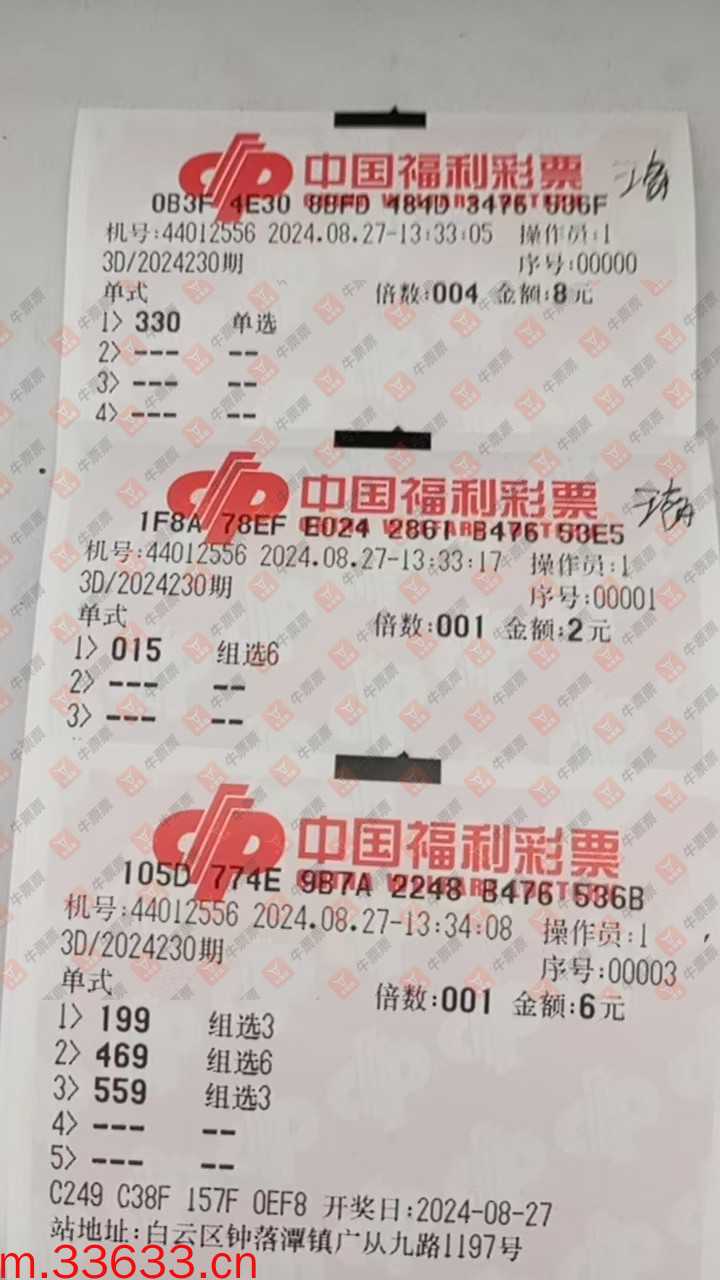 中国福利彩票
0B3F 4E30 8BFD 484D 3476 536F
机号:44012556 2024.08.27-13:33:05 操作员:1
3D/2024230期 序号:00000
单式 倍数:004 金额:8元
1> 330 单选
2> --- --
3> --- --
4> --- --
中国福利彩票
1F8A 78EF E024 2861 B476 53E5
机号:44012556 2024.08.27-13:33:17 操作员:1
3D/2024230期 序号:00001
单式 倍数:001 金额:2元
1> 015 组选6
2> --- --
3> --- --
中国福利彩票
105D 774E 9B7A 2248 B476 536B
机号:44012556 2024.08.27-13:34:08 操作员:1
3D/2024230期 序号:00003
单式 倍数:001 金额:6元
1> 199 组选3
2> 469 组选6
3> 559 组选3
4> --- --
5> --- --
C249 C38F 157F 0EF8 开奖日:2024-08-27
站地址:白云区钟落潭镇广从九路1197号
m.33633.cn
牛票票